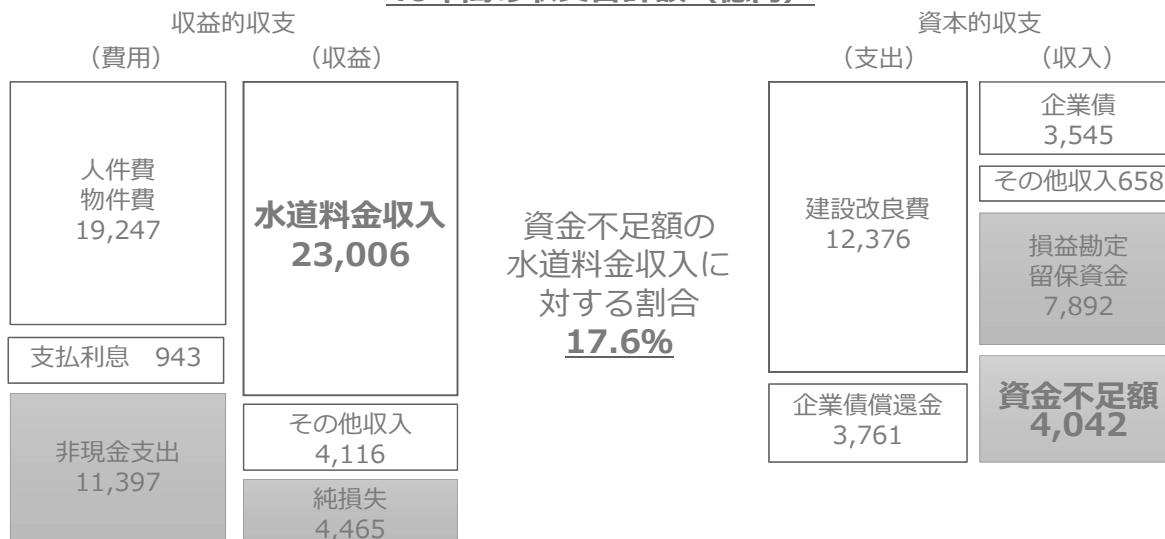 収益的収支
(費用)
(収益)
人件費
物件費
19,247
支払利息 943
非現金支出
11,397
水道料金収入
23,006
その他収入
4,116
純損失
4,465
資金不足額の
水道料金収入に
対する割合
17.6%
資本的収支
(支出)
(収入)
建設改良費
12,376
企業債償還金
3,761
企業債
3,545
その他収入658
損益勘定
留保資金
7,892
資金不足額
4,042